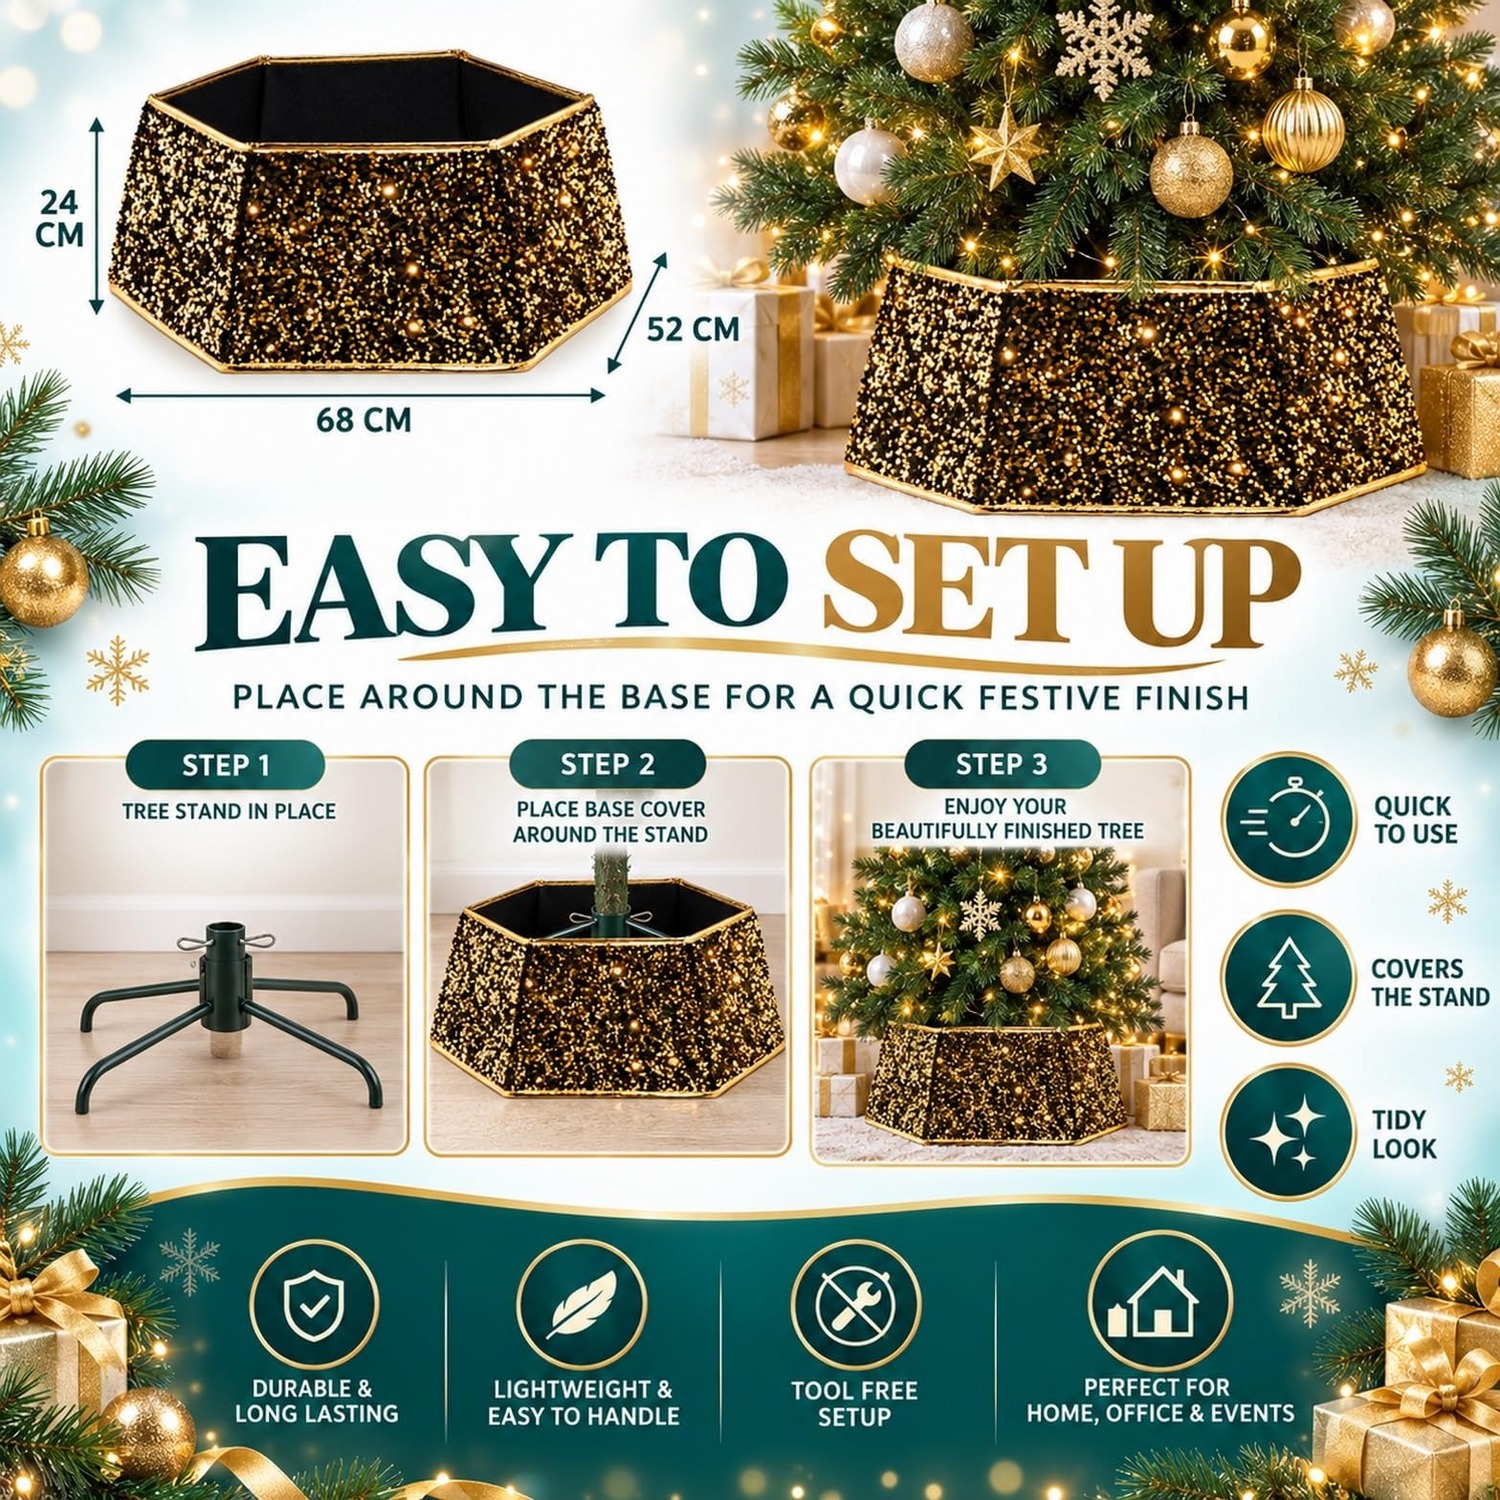 24
CM
52 CM
68 CM
EASY TO SET UP
PLACE AROUND THE BASE FOR A QUICK FESTIVE FINISH
STEP 1
TREE STAND IN PLACE
STEP 2
PLACE BASE COVER
AROUND THE STAND
STEP 3
ENJOY YOUR
BEAUTIFULLY FINISHED TREE
QUICK
TO USE
COVERS
THE STAND
TIDY
LOOK
DURABLE &
LONG LASTING
LIGHTWEIGHT &
EASY TO HANDLE
TOOL FREE
SETUP
PERFECT FOR
HOME, OFFICE & EVENTS